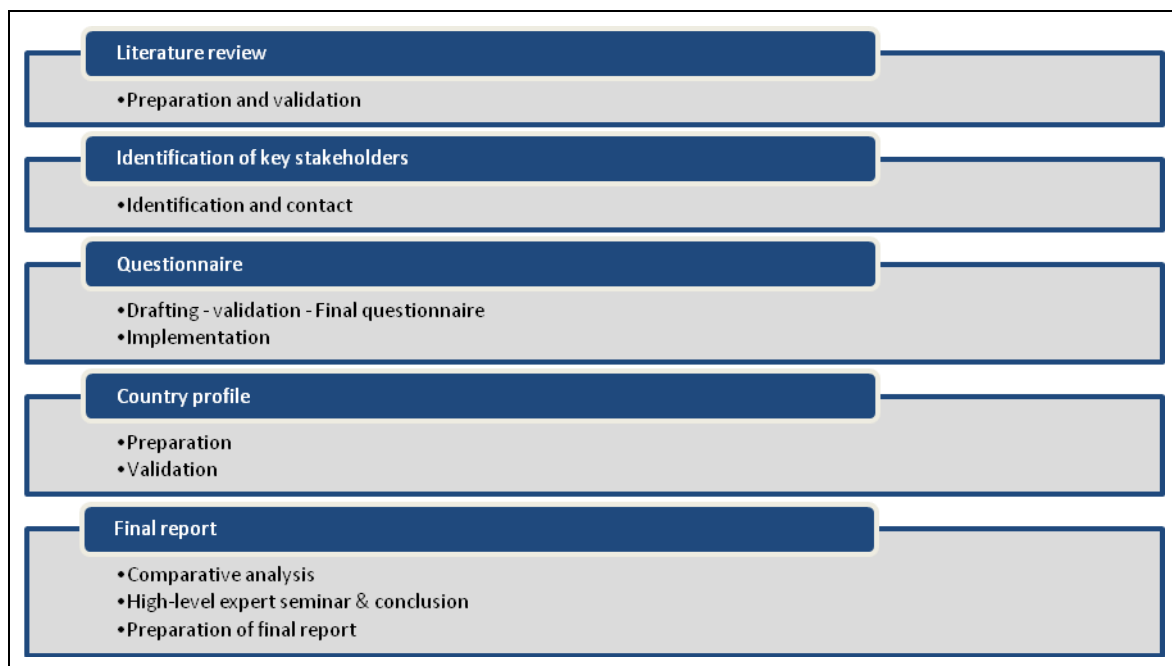 Literature review
•Preparation and validation
Identification of key stakeholders
•Identification and contact
Questionnaire
•Drafting - validation - Final questionnaire
•Implementation
Country profile
•Preparation
•Validation
Final report
•Comparative analysis
•High-level expert seminar & conclusion
•Preparation of final report